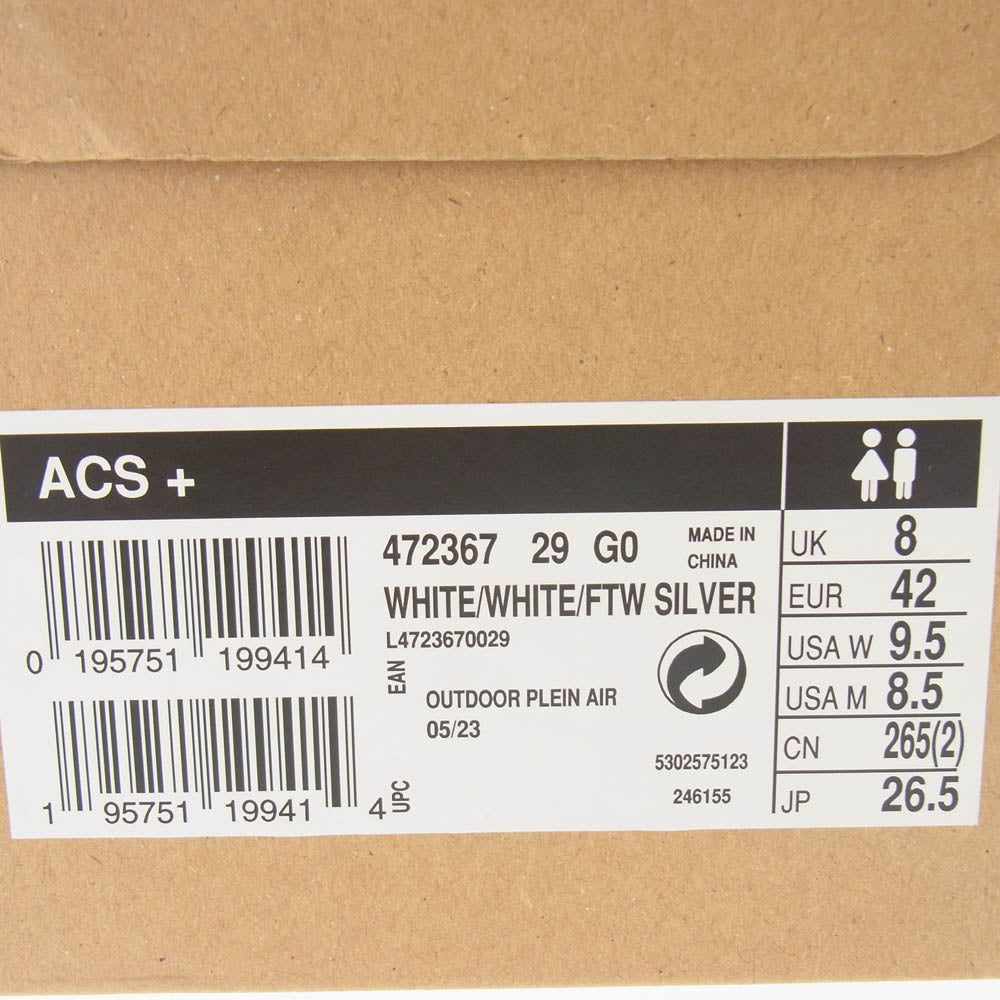 ACS +
472367 29 G0
MADE IN
CHINA
WHITE/WHITE/FTW SILVER
L4723670029
0 195751 199414
EAN
OUTDOOR PLEIN AIR
05/23
5302575123
246155
1 95751 19941 4
UPC
UK 8
EUR 42
USA W 9.5
USA M 8.5
CN 265(2)
JP 26.5